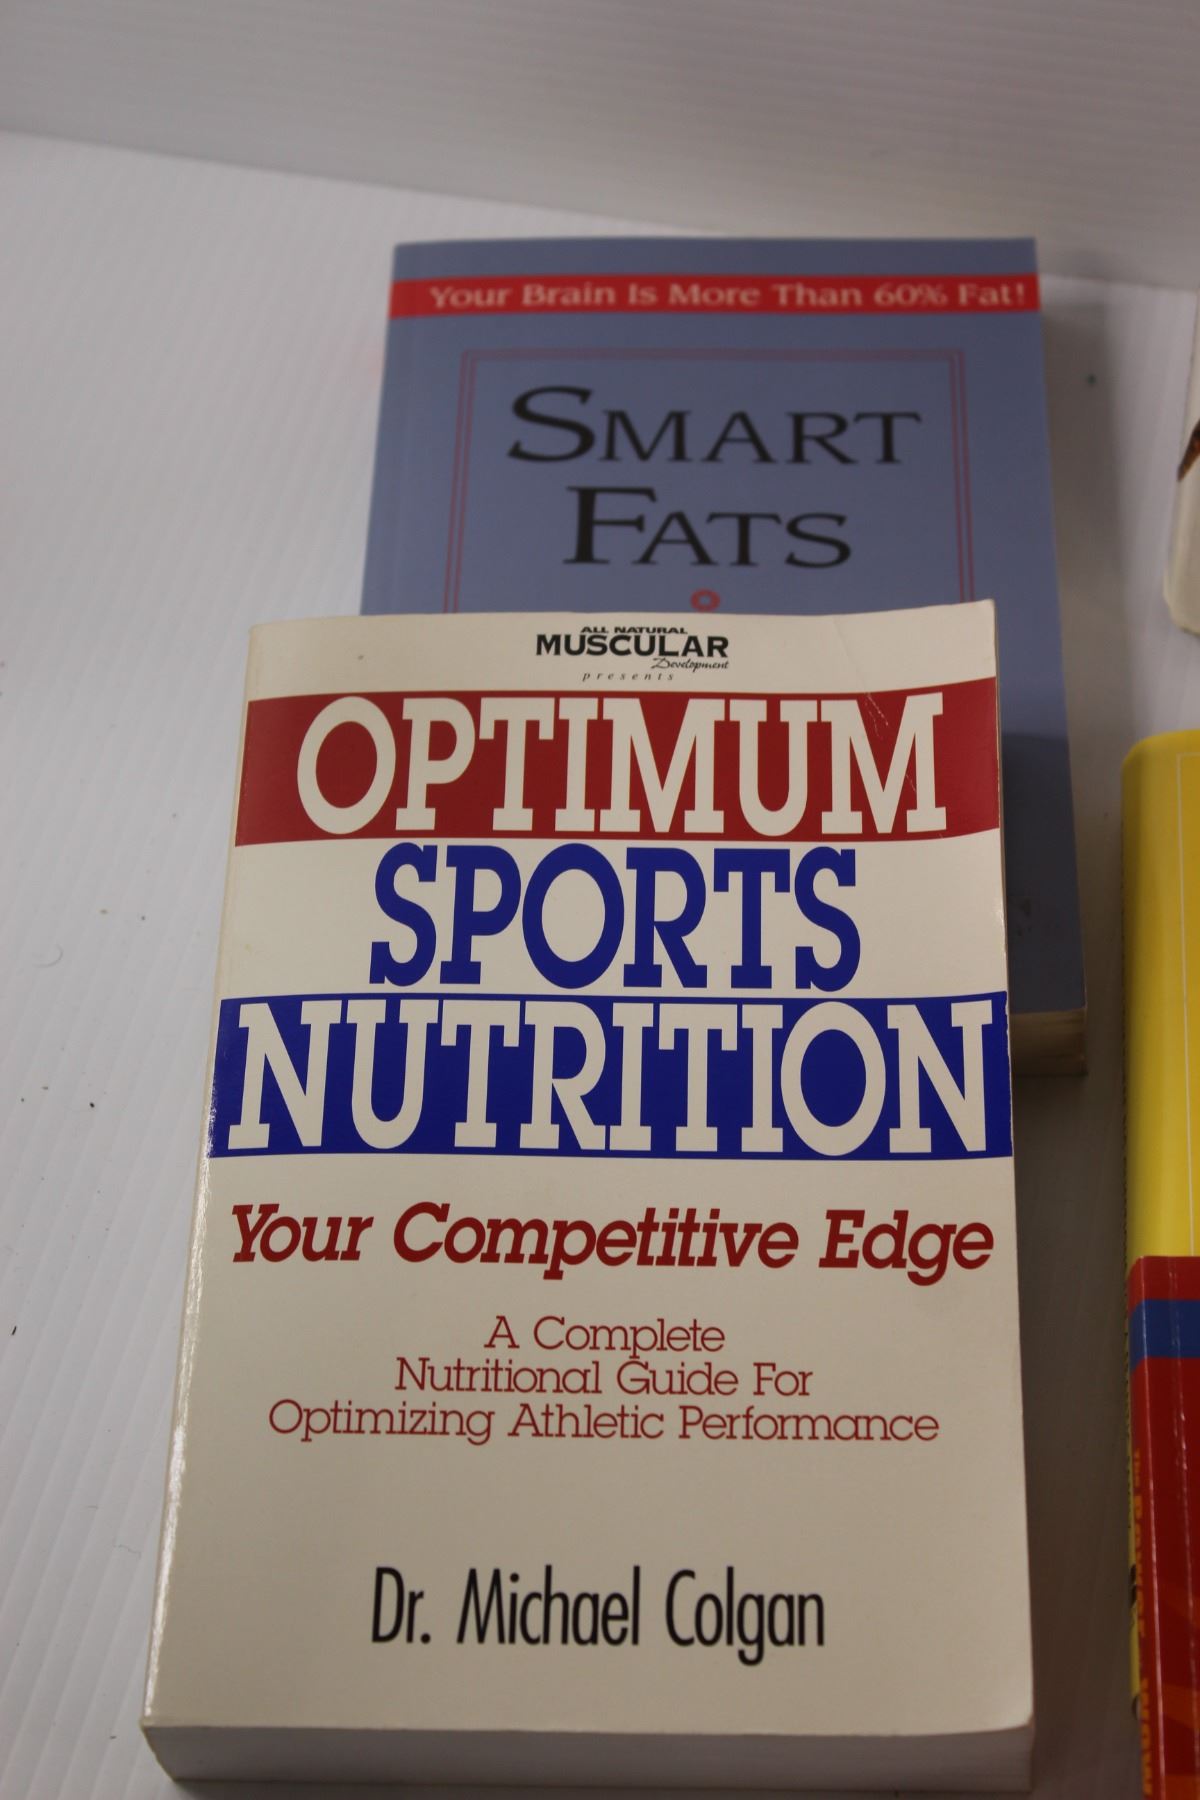 Your Brain Is More Than 60% Fat!
SMART
FATS
ALL NATURAL
MUSCULAR
Development
presents
OPTIMUM
SPORTS
NUTRITION
Your Competitive Edge
A Complete
Nutritional Guide For
Optimizing Athletic Performance
Dr. Michael Colgan